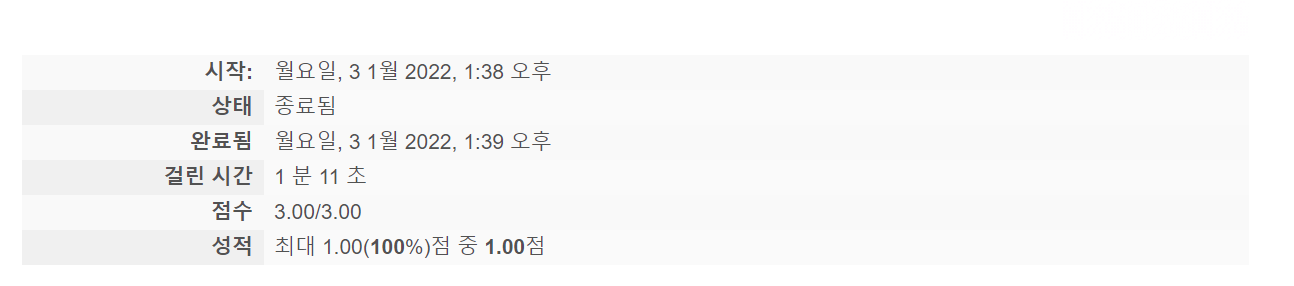 시작: 월요일, 3 1월 2022, 1:38 오후
상태 종료됨
완료됨 월요일, 3 1월 2022, 1:39 오후
걸린 시간 1 분 11 초
점수 3.00/3.00
성적 최대 1.00(100%)점 중 1.00점